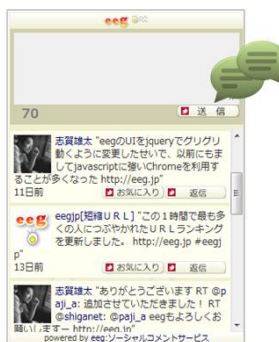 eeg
70
送 信
志賀雄太 "eegのUIをjqueryでグリグリ
動くように変更したせいで、以前にもま
してjavascriptに強いChromeを活用す
ることが多くなった http://eeg.jp"
11日前
お気に入り
返信
eeg
eegjp[短縮ＵＲＬ] "この１時間で最も多
くの人につぶやかれたＵＲＬランキング
を更新しました。 http://eeg.jp #eegj
p"
13日前
お気に入り
返信
志賀雄太 "ありがとうございます RT @p
aji_a: 追加させていただきました！ RT
@shiganet: @paji_a eegもよろしくお
願いしますー http://eeg.jp"
powered by eeg:ソーシャルコメントサービス